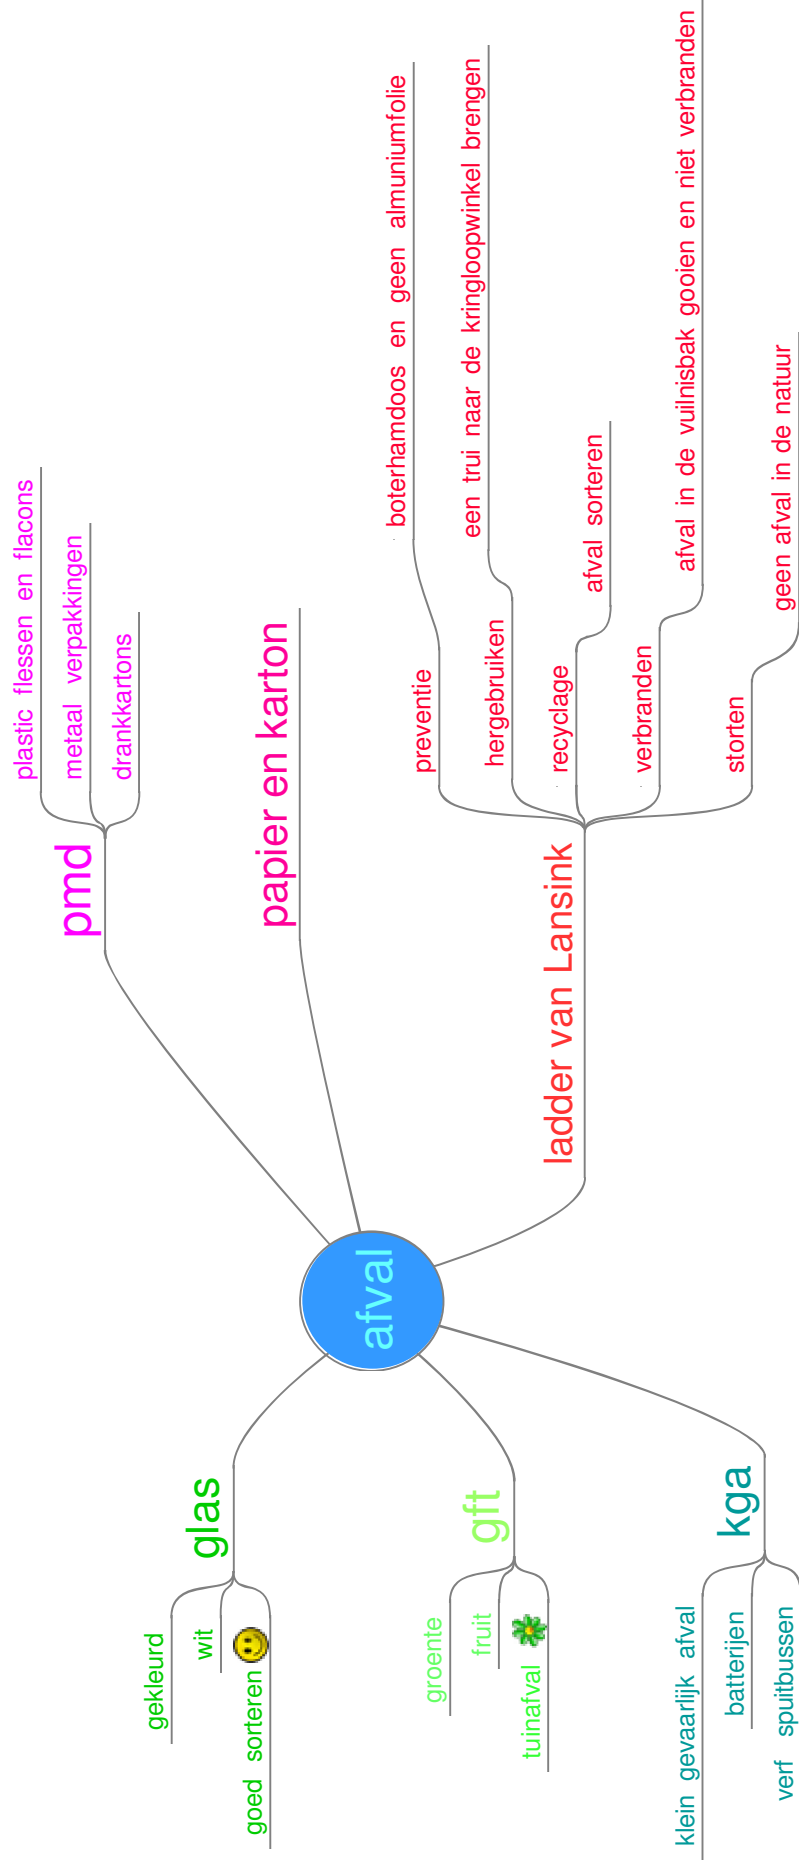 afval
pmd
plastic flessen en flacons
metaal verpakkingen
drankkartons
papier en karton
ladder van Lansink
preventie
boterhamdoos en geen almuniumfolie
hergebruiken
een trui naar de kringloopwinkel brengen
recyclage
afval sorteren
verbranden
afval in de vuilnisbak gooien en niet verbranden
storten
geen afval in de natuur
glas
gekleurd
wit
goed sorteren
gft
groente
fruit
tuinafval
kga
klein gevaarlijk afval
batterijen
verf spuitbussen